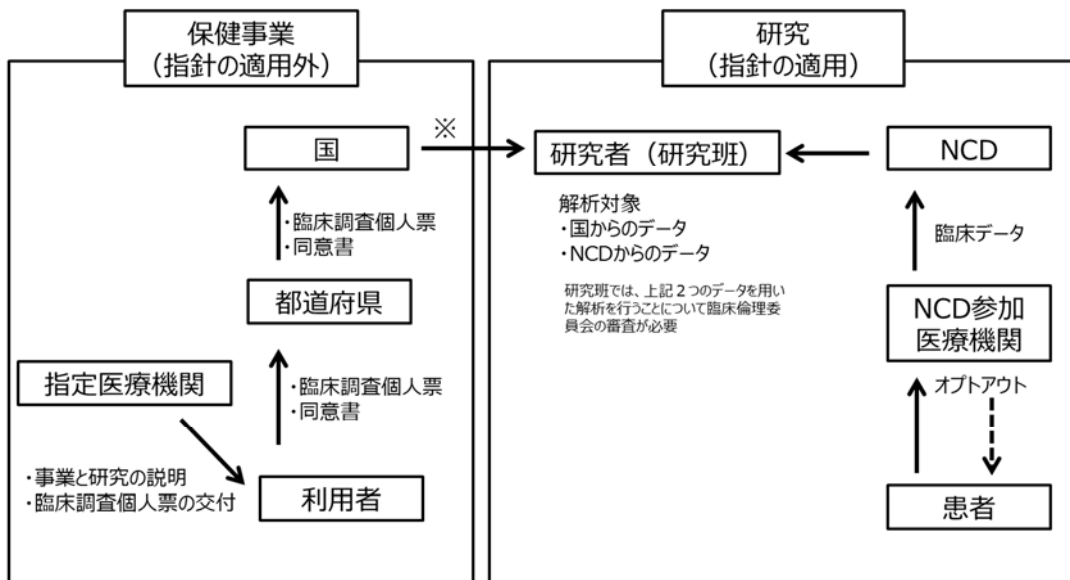 保健事業
（指針の適用外）
国
※
・臨床調査個人票
・同意書
都道府県
指定医療機関
・臨床調査個人票
・同意書
・事業と研究の説明
・臨床調査個人票の交付
利用者
研究
（指針の適用）
研究者（研究班）
NCD
解析対象
・国からのデータ
・NCDからのデータ
臨床データ
研究班では、上記２つのデータを用い
た解析を行うことについて臨床倫理委
員会の審査が必要
NCD参加
医療機関
オプトアウト
患者